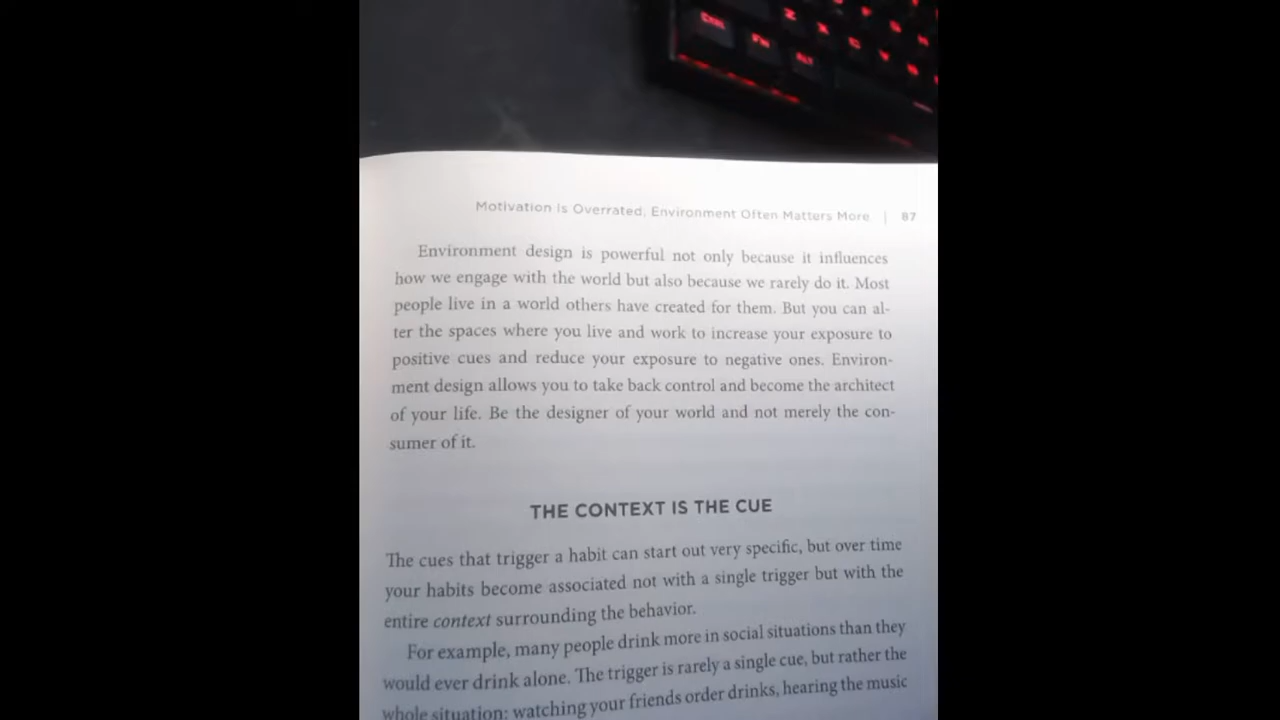 Ctrl
Fn
ALT
Z
X
C
V
B
Motivation Is Overrated; Environment Often Matters More | 87
Environment design is powerful not only because it influences
how we engage with the world but also because we rarely do it. Most
people live in a world others have created for them. But you can al-
ter the spaces where you live and work to increase your exposure to
positive cues and reduce your exposure to negative ones. Environ-
ment design allows you to take back control and become the architect
of your life. Be the designer of your world and not merely the con-
sumer of it.
THE CONTEXT IS THE CUE
The cues that trigger a habit can start out very specific, but over time
your habits become associated not with a single trigger but with the
entire context surrounding the behavior.
For example, many people drink more in social situations than they
would ever drink alone. The trigger is rarely a single cue, but rather the
whole situation: watching your friends order drinks, hearing the music